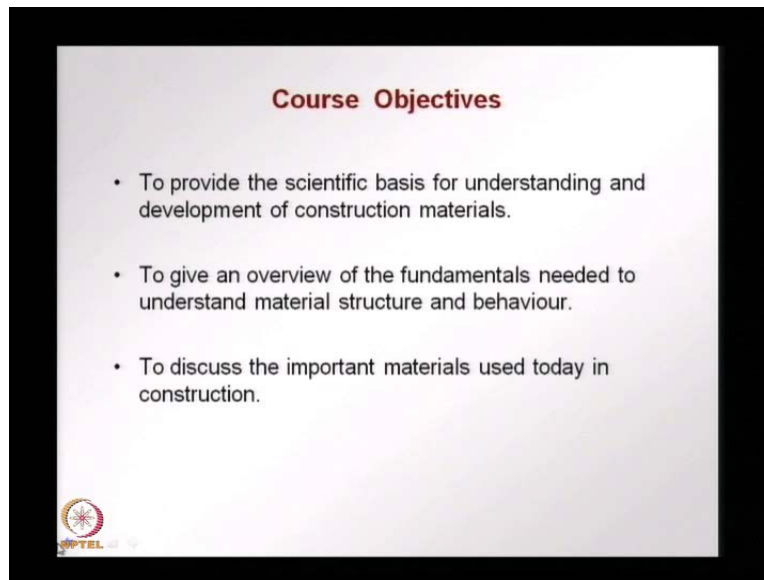 Course Objectives
• To provide the scientific basis for understanding and
development of construction materials.
• To give an overview of the fundamentals needed to
understand material structure and behaviour.
• To discuss the important materials used today in
construction.
NPTEL